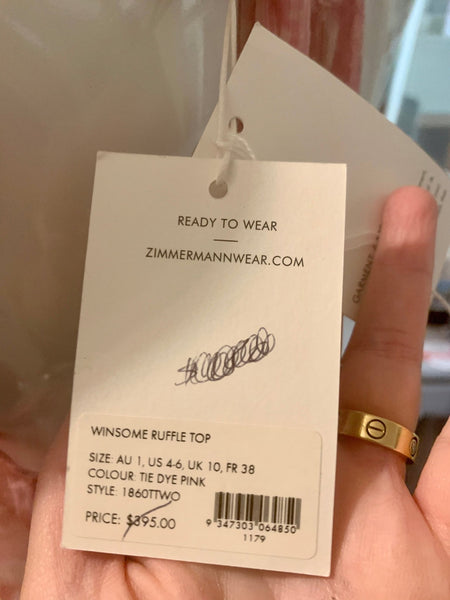 READY TO WEAR
ZIMMERMANNWEAR.COM
WINSOME RUFFLE TOP
SIZE: AU 1, US 4-6, UK 10, FR 38
COLOUR: TIE DYE PINK
STYLE: 1860TTWO
PRICE: $395.00
9 347303 064850
1179
GARMENT